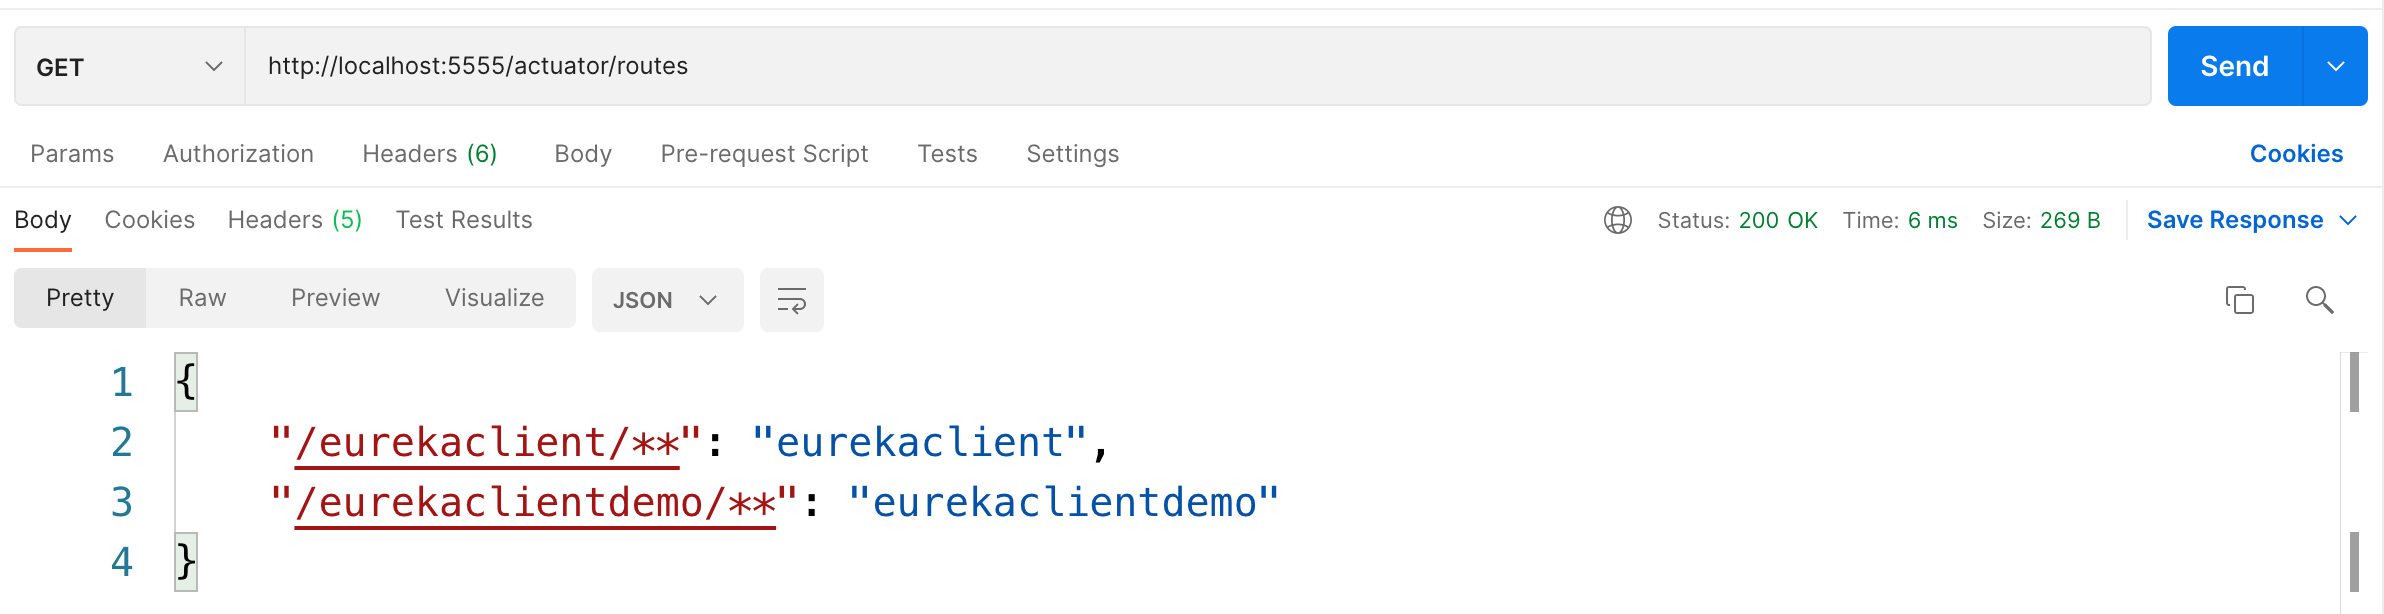 GET http://localhost:5555/actuator/routes Send
Params Authorization Headers (6) Body Pre-request Script Tests Settings Cookies
Body Cookies Headers (5) Test Results Status: 200 OK Time: 6 ms Size: 269 B Save Response
Pretty Raw Preview Visualize JSON
1 {
2 "/eurekaclient/**": "eurekaclient",
3 "/eurekaclientdemo/**": "eurekaclientdemo"
4 }